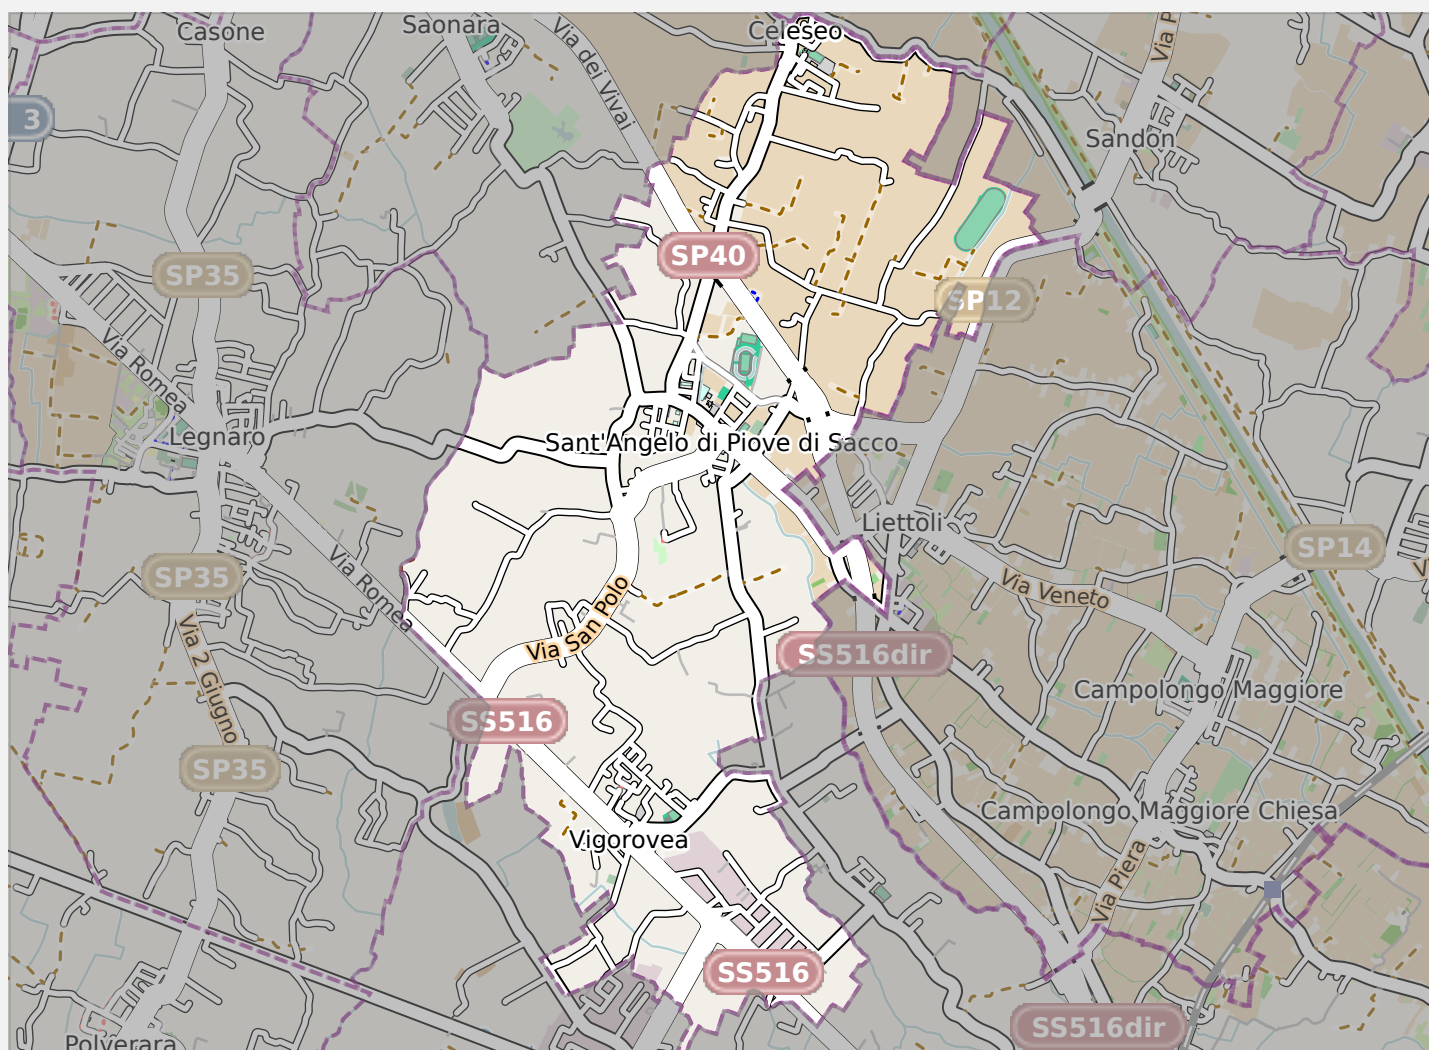 Casone
Saonara
Celeseo
Via dei Vivai
Via P
3
Sandon
SP40
SP35
SP12
Via Romea
Legnaro
Sant'Angelo di Piove di Sacco
Liettoli
SP14
SP35
Via Romea
Via San Polo
Via Veneto
V
Via 2 Giugno
SS516dir
Campolongo Maggiore
SS516
SP35
Campolongo Maggiore Chiesa
Vigorovea
Via Piera
SS516
SS516dir
Polverara